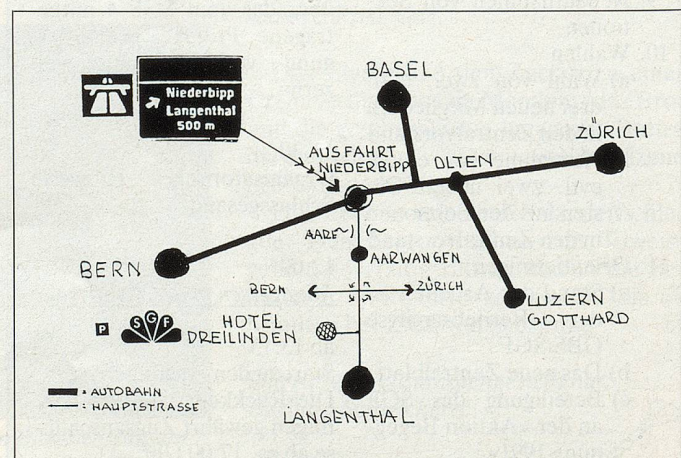 Niederbipp
Langenthal
500 m
BASEL
ZÜRICH
AUSFAHRT
NIEDERBIPP
OLTEN
AARE
AARWANGEN
BERN
BERN
ZÜRICH
LUZERN
GOTTHARD
P
SGF
HOTEL
DREILINDEN
LANGENTHAL
= AUTOBAHN
= HAUPTSTRASSE